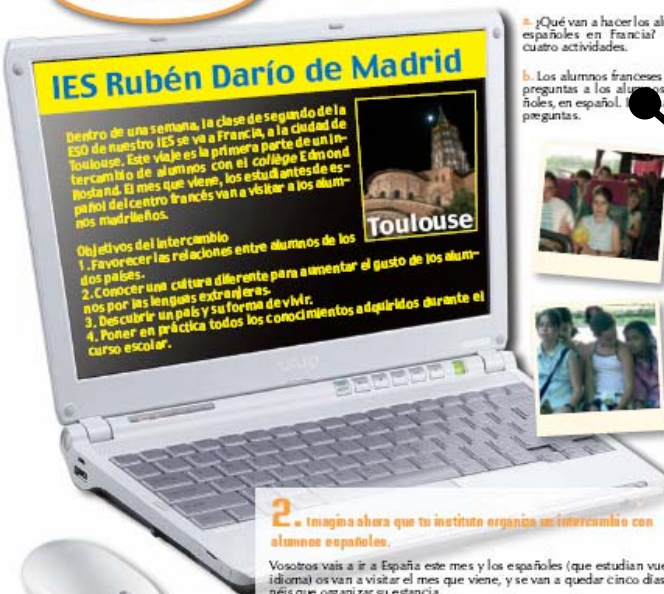 IES Rubén Darío de Madrid
Dentro de una semana, la clase de segundo de la
ESO de nuestro IES se va a Francia, a la ciudad de
Toulouse. Este viaje es la primera parte de un in-
tercambio de alumnos con el collège Edmond
Rostand. El mes que viene, los estudiantes de es-
pañol del centro francés van a visitar a los alum-
nos madrileños.
Toulouse
Objetivos del intercambio
1. Favorecer las relaciones entre alumnos de los
dos países.
2. Conocer una cultura diferente para aumentar el gusto de los alum-
nos por las lenguas extranjeras.
3. Descubrir un país y su forma de vivir.
4. Poner en práctica todos los conocimientos adquiridos durante el
curso escolar.
VAIO
a. ¿Qué van a hacer los al
españoles en Francia?
cuatro actividades.
b. Los alumnos franceses
preguntas a los
ñoles, en español.
preguntas.
2. Imagina ahora que tu instituto organiza un intercambio con
alumnos españoles.
Vosotros vais a ir a España este mes y los españoles (que estudian vue
idioma) os van a visitar el mes que viene, y se van a quedar cinco días
néis que organizar su estancia.